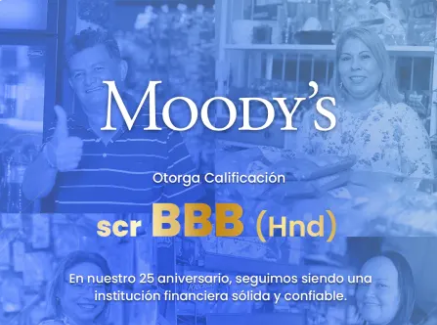 MOODY'S
Otorga Calificación
scr BBB (Hnd)
En nuestro 25 aniversario, seguimos siendo una
institución financiera sólida y confiable.